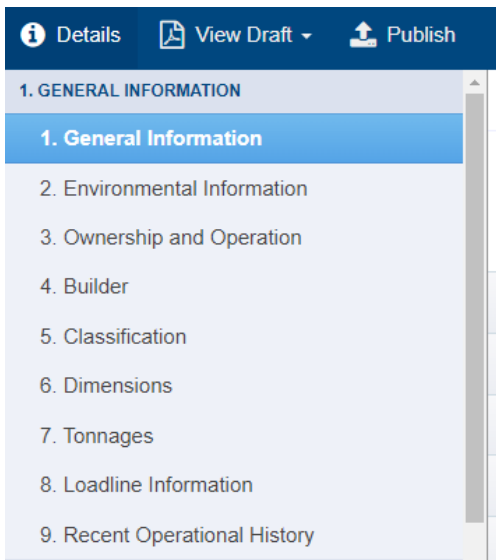 Details View Draft Publish
1. GENERAL INFORMATION
1. General Information
2. Environmental Information
3. Ownership and Operation
4. Builder
5. Classification
6. Dimensions
7. Tonnages
8. Loadline Information
9. Recent Operational History